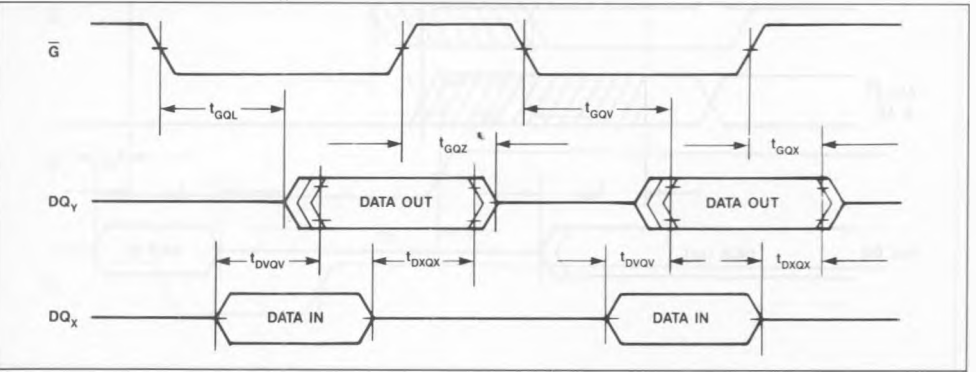 G̅
t_GQL
t_GQV
t_GQZ
t_GQX
DQ_Y
DATA OUT
DATA OUT
t_DVQV
t_DXQX
t_DVQV
t_DXQX
DQ_X
DATA IN
DATA IN